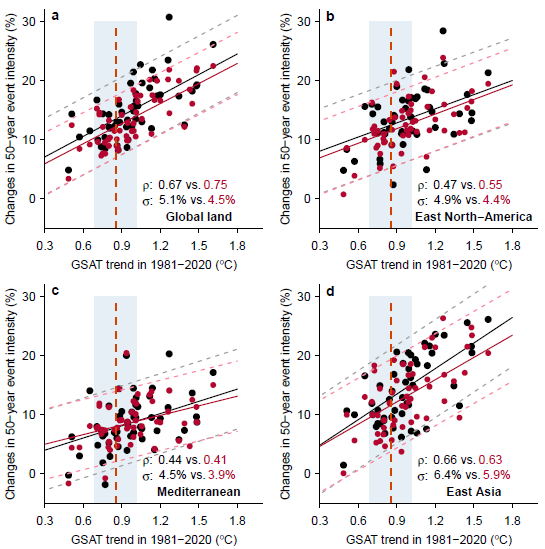 a
Changes in 50−year event intensity (%)
30
20
10
0
ρ: 0.67 vs. 0.75
σ: 5.1% vs. 4.5%
Global land
0.3 0.6 0.9 1.2 1.5 1.8
GSAT trend in 1981−2020 (°C)
b
Changes in 50−year event intensity (%)
30
20
10
0
ρ: 0.47 vs. 0.55
σ: 4.9% vs. 4.4%
East North−America
0.3 0.6 0.9 1.2 1.5 1.8
GSAT trend in 1981−2020 (°C)
c
Changes in 50−year event intensity (%)
30
20
10
0
ρ: 0.44 vs. 0.41
σ: 4.5% vs. 3.9%
Mediterranean
0.3 0.6 0.9 1.2 1.5 1.8
GSAT trend in 1981−2020 (°C)
d
Changes in 50−year event intensity (%)
30
20
10
0
ρ: 0.66 vs. 0.63
σ: 6.4% vs. 5.9%
East Asia
0.3 0.6 0.9 1.2 1.5 1.8
GSAT trend in 1981−2020 (°C)